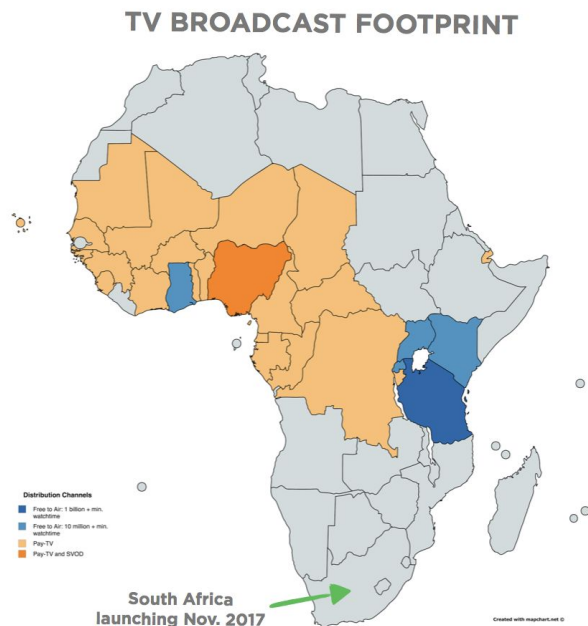 TV BROADCAST FOOTPRINT
Distribution Channels
Free to Air: 1 billion + min.
watchtime
Free to Air: 10 million + min.
watchtime
Pay-TV
Pay-TV and SVOD
South Africa
launching Nov. 2017
Created with mapchart.net ©